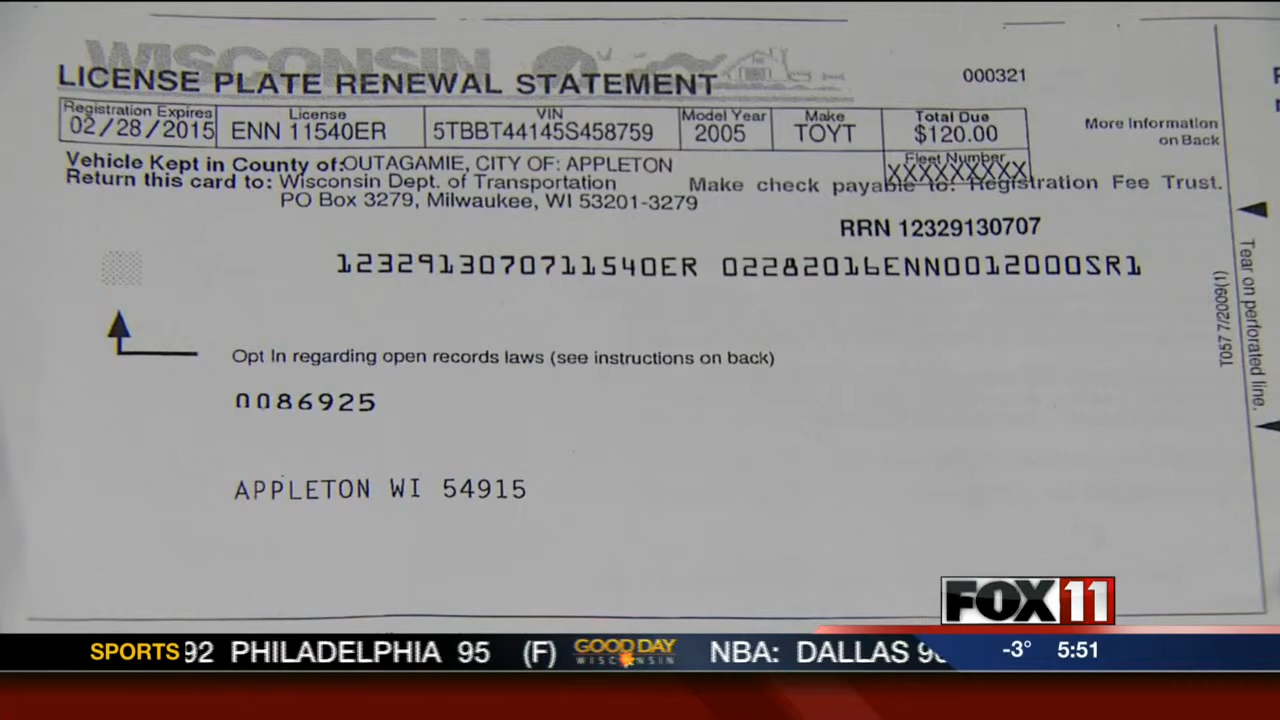 WISCONSIN
LICENSE PLATE RENEWAL STATEMENT
000321
Registration Expires License VIN Model Year Make Total Due
02/28/2015 ENN 11540ER 5TBBT44145S458759 2005 TOYT $120.00
More Information
on Back
Fleet Number
XXXXXXXXX
Vehicle Kept in County of:OUTAGAMIE, CITY OF: APPLETON
Return this card to: Wisconsin Dept. of Transportation Make check payable to: Registration Fee Trust.
PO Box 3279, Milwaukee, WI 53201-3279
RRN 12329130707
1232913070711540ER 02282016ENN0012000SR1
Tear on perforated line.
T057 7/2009(1)
Opt In regarding open records laws (see instructions on back)
0086925
APPLETON WI 54915
FOX 11
SPORTS 92 PHILADELPHIA 95 (F) GOOD DAY WISCONSIN NBA: DALLAS -3° 5:51